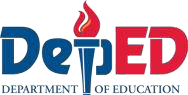 DepED
DEPARTMENT OF EDUCATION